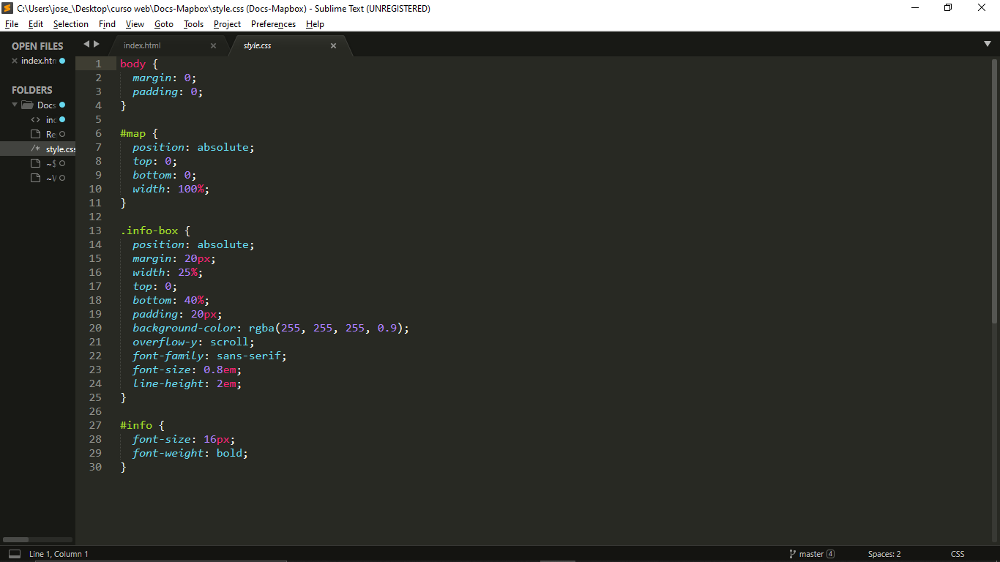 C:\Users\jose_\Desktop\curso web\Docs-Mapbox\style.css (Docs-Mapbox) - Sublime Text (UNREGISTERED)
File Edit Selection Find View Goto Tools Project Preferences Help
OPEN FILES
index.htm
FOLDERS
Docs
<> in
Re
/* style.css
~$
~V
index.html
style.css
1 body {
2 margin: 0;
3 padding: 0;
4 }
5
6 #map {
7 position: absolute;
8 top: 0;
9 bottom: 0;
10 width: 100%;
11 }
12
13 .info-box {
14 position: absolute;
15 margin: 20px;
16 width: 25%;
17 top: 0;
18 bottom: 40%;
19 padding: 20px;
20 background-color: rgba(255, 255, 255, 0.9);
21 overflow-y: scroll;
22 font-family: sans-serif;
23 font-size: 0.8em;
24 line-height: 2em;
25 }
26
27 #info {
28 font-size: 16px;
29 font-weight: bold;
30 }
Line 1, Column 1
master 4
Spaces: 2
CSS